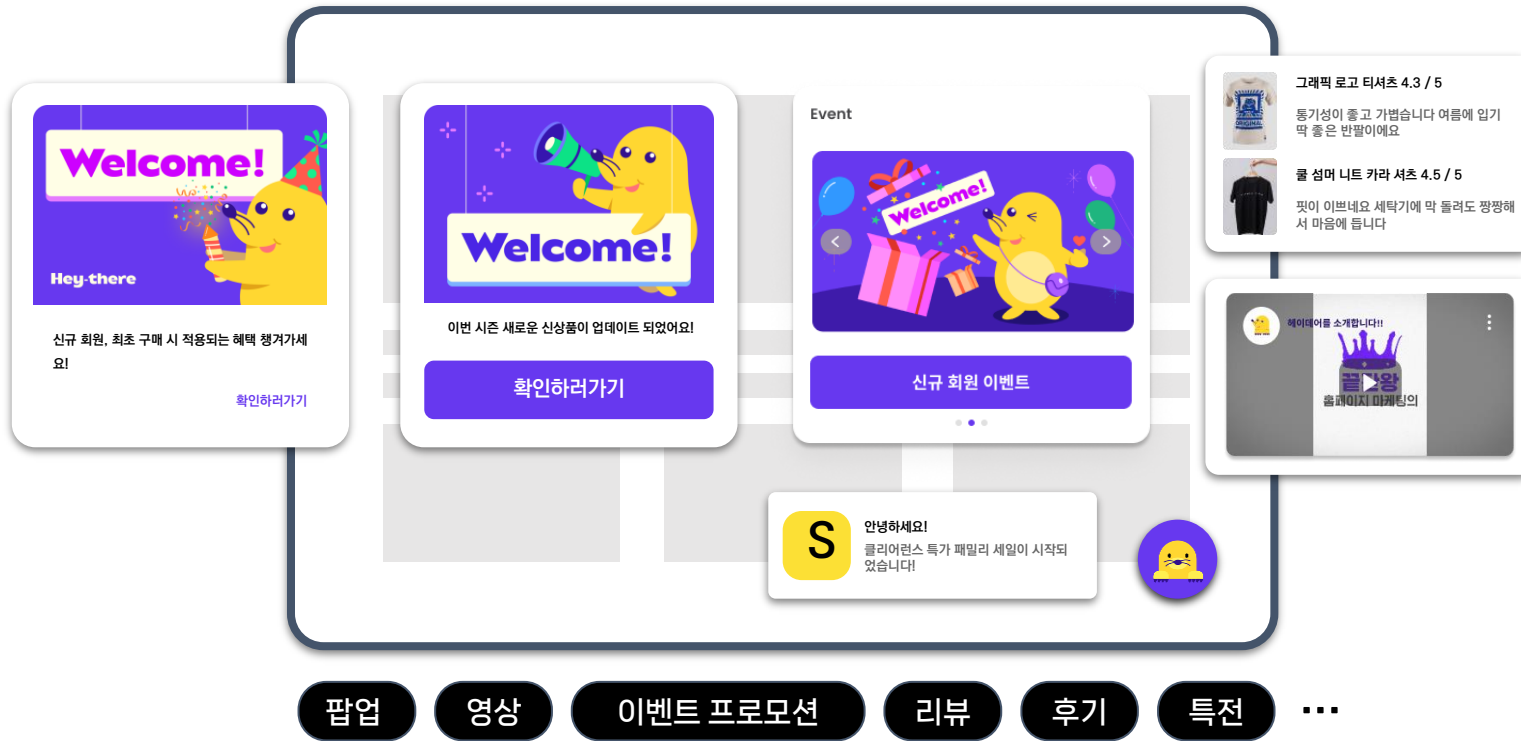 Welcome!
Hey-there
신규 회원, 최초 구매 시 적용되는 혜택 챙겨가세
요!
확인하러가기
Welcome!
이번 시즌 새로운 신상품이 업데이트 되었어요!
확인하러가기
Event
Welcome!
신규 회원 이벤트
그래픽 로고 티셔츠 4.3 / 5
통기성이 좋고 가볍습니다 여름에 입기
딱 좋은 반팔이에요
ORIGINAL
쿨 섬머 니트 카라 셔츠 4.5 / 5
핏이 이쁘네요 세탁기에 막 돌려도 짱짱해
서 마음에 듭니다
헤이데어를 소개합니다!!
홈페이지 마케팅의
S
안녕하세요!
클리어런스 특가 패밀리 세일이 시작되
었습니다!
팝업
영상
이벤트 프로모션
리뷰
후기
특전
...